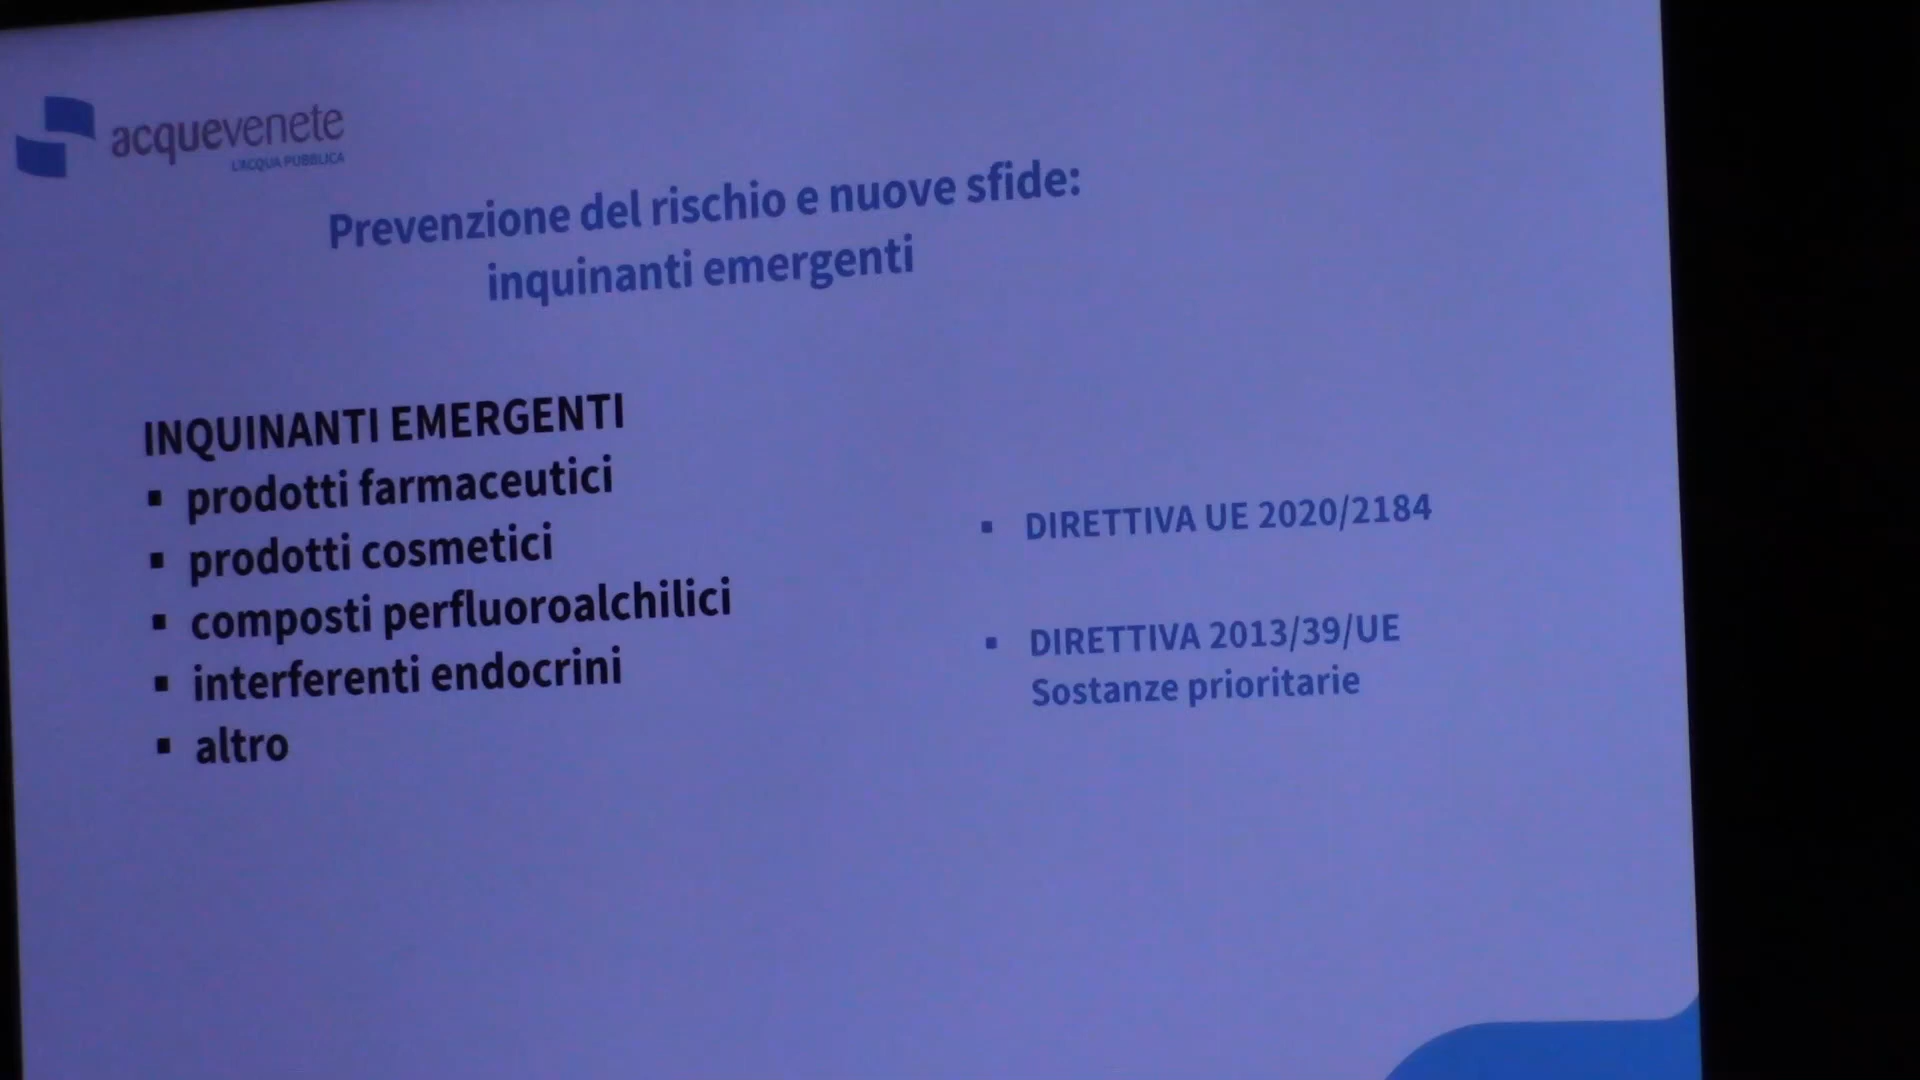 acquevenete
L'ACQUA PUBBLICA
Prevenzione del rischio e nuove sfide:
inquinanti emergenti
INQUINANTI EMERGENTI
▪ prodotti farmaceutici
▪ prodotti cosmetici
▪ composti perfluoroalchilici
▪ interferenti endocrini
▪ altro
▪ DIRETTIVA UE 2020/2184
▪ DIRETTIVA 2013/39/UE
Sostanze prioritarie